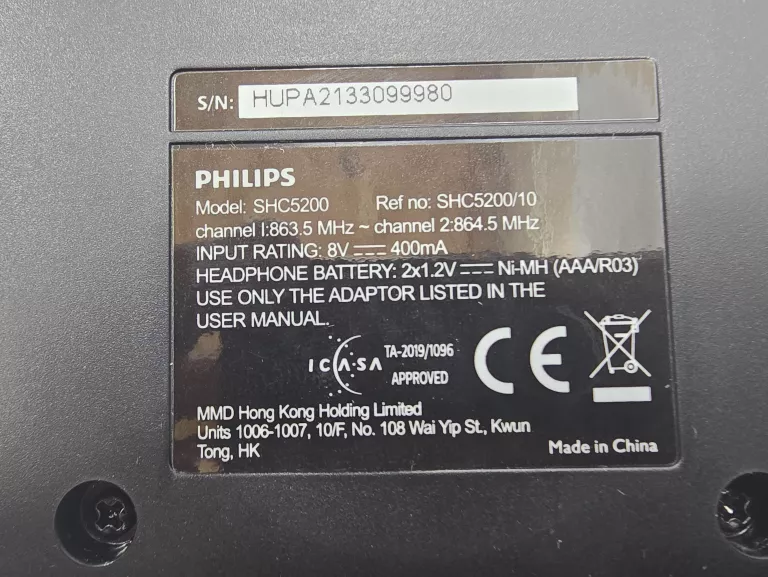 S/N: HUPA2133099980
PHILIPS
Model: SHC5200 Ref no: SHC5200/10
channel I:863.5 MHz ~ channel 2:864.5 MHz
INPUT RATING: 8V ⎓ 400mA
HEADPHONE BATTERY: 2x1.2V ⎓ Ni-MH (AAA/R03)
USE ONLY THE ADAPTOR LISTED IN THE
USER MANUAL.
ICASA TA-2019/1096
APPROVED
CE
MMD Hong Kong Holding Limited
Units 1006-1007, 10/F, No. 108 Wai Yip St., Kwun
Tong, HK
Made in China